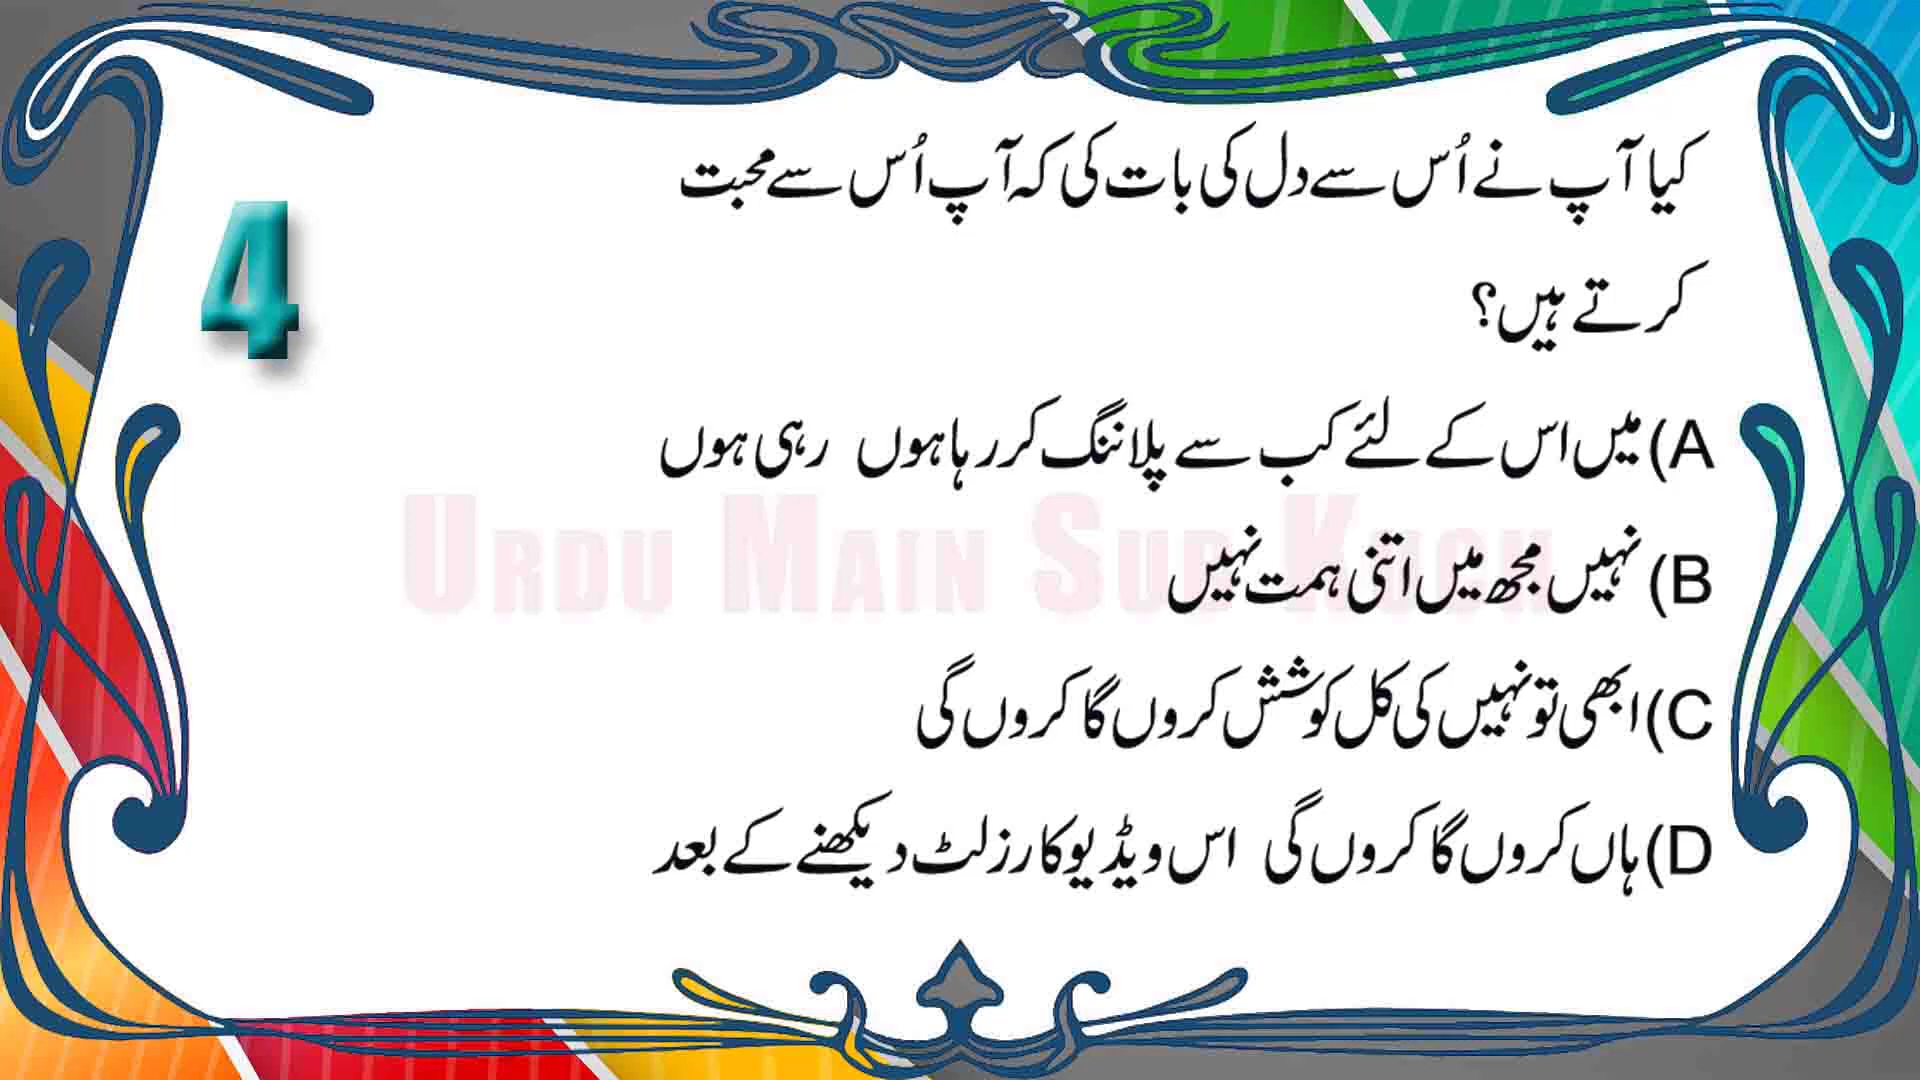 4
کیا آپ نے اُس سے دل کی بات کی کہ آپ اُس سے محبت
کرتے ہیں؟
A) میں اس کے لئے کب سے پلاننگ کر رہا ہوں رہی ہوں
B) نہیں مجھ میں اتنی ہمت نہیں
C) ابھی تو نہیں کی کل کوشش کروں گا کروں گی
D) ہاں کروں گا کروں گی اس ویڈیو کا رزلٹ دیکھنے کے بعد
URDU MAIN SUB KUCH